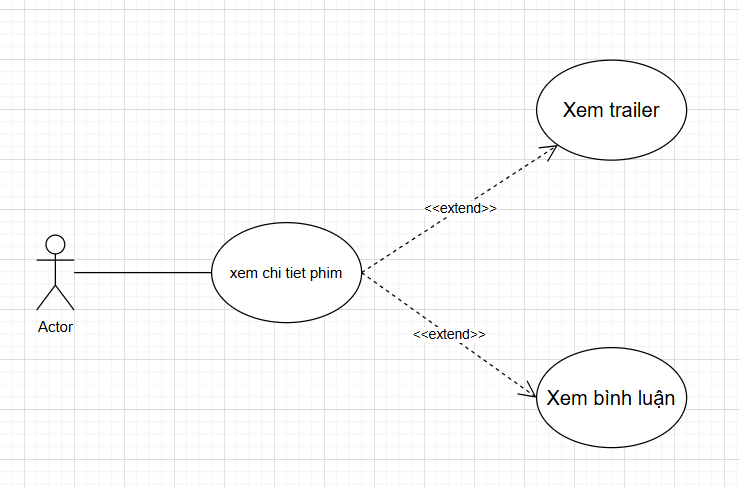 Xem trailer
<<extend>>
xem chi tiet phim
Actor
<<extend>>
Xem bình luận